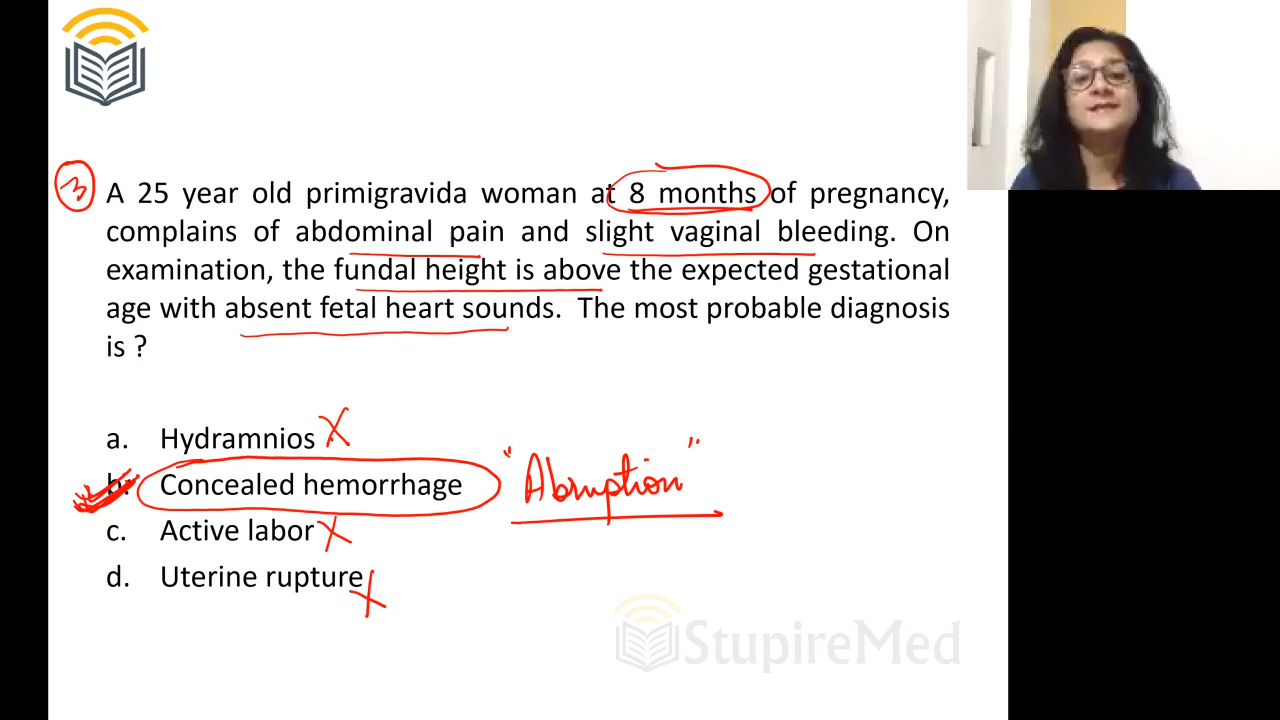 3 A 25 year old primigravida woman at 8 months of pregnancy,
complains of abdominal pain and slight vaginal bleeding. On
examination, the fundal height is above the expected gestational
age with absent fetal heart sounds. The most probable diagnosis
is ?
a. Hydramnios X
b. Concealed hemorrhage "Abruption"
c. Active labor X
d. Uterine rupture X
StupireMed